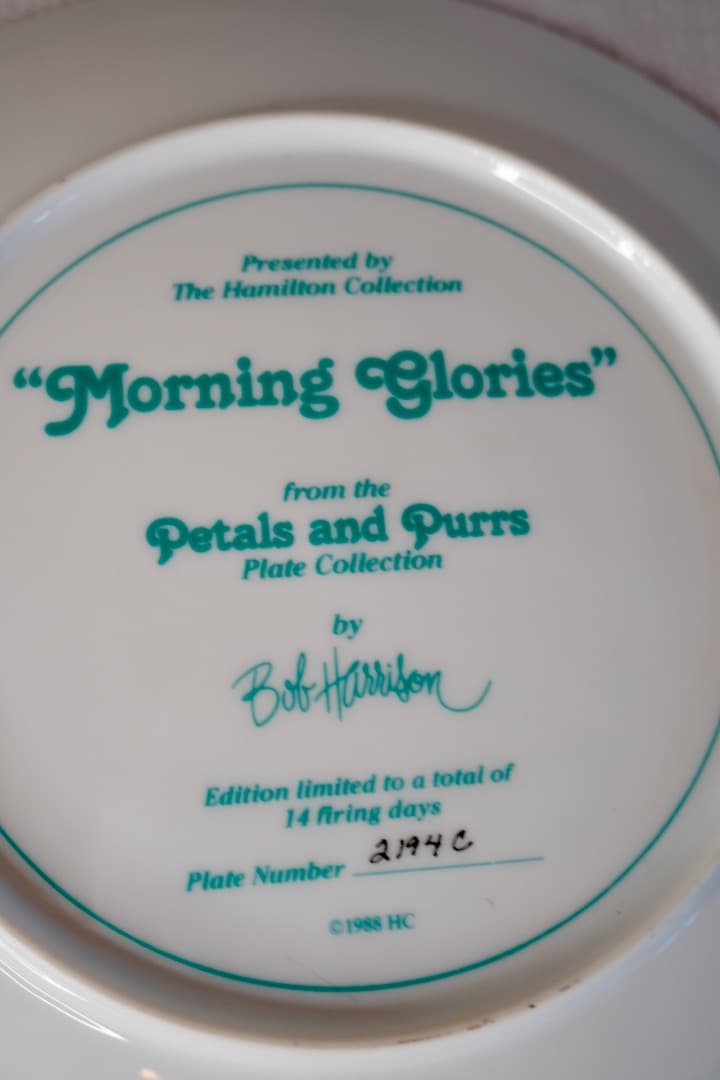 Presented by
The Hamilton Collection
“Morning Glories”
from the
Petals and Purrs
Plate Collection
by
Bob Harrison
Edition limited to a total of
14 firing days
Plate Number 2194C
©1988 HC